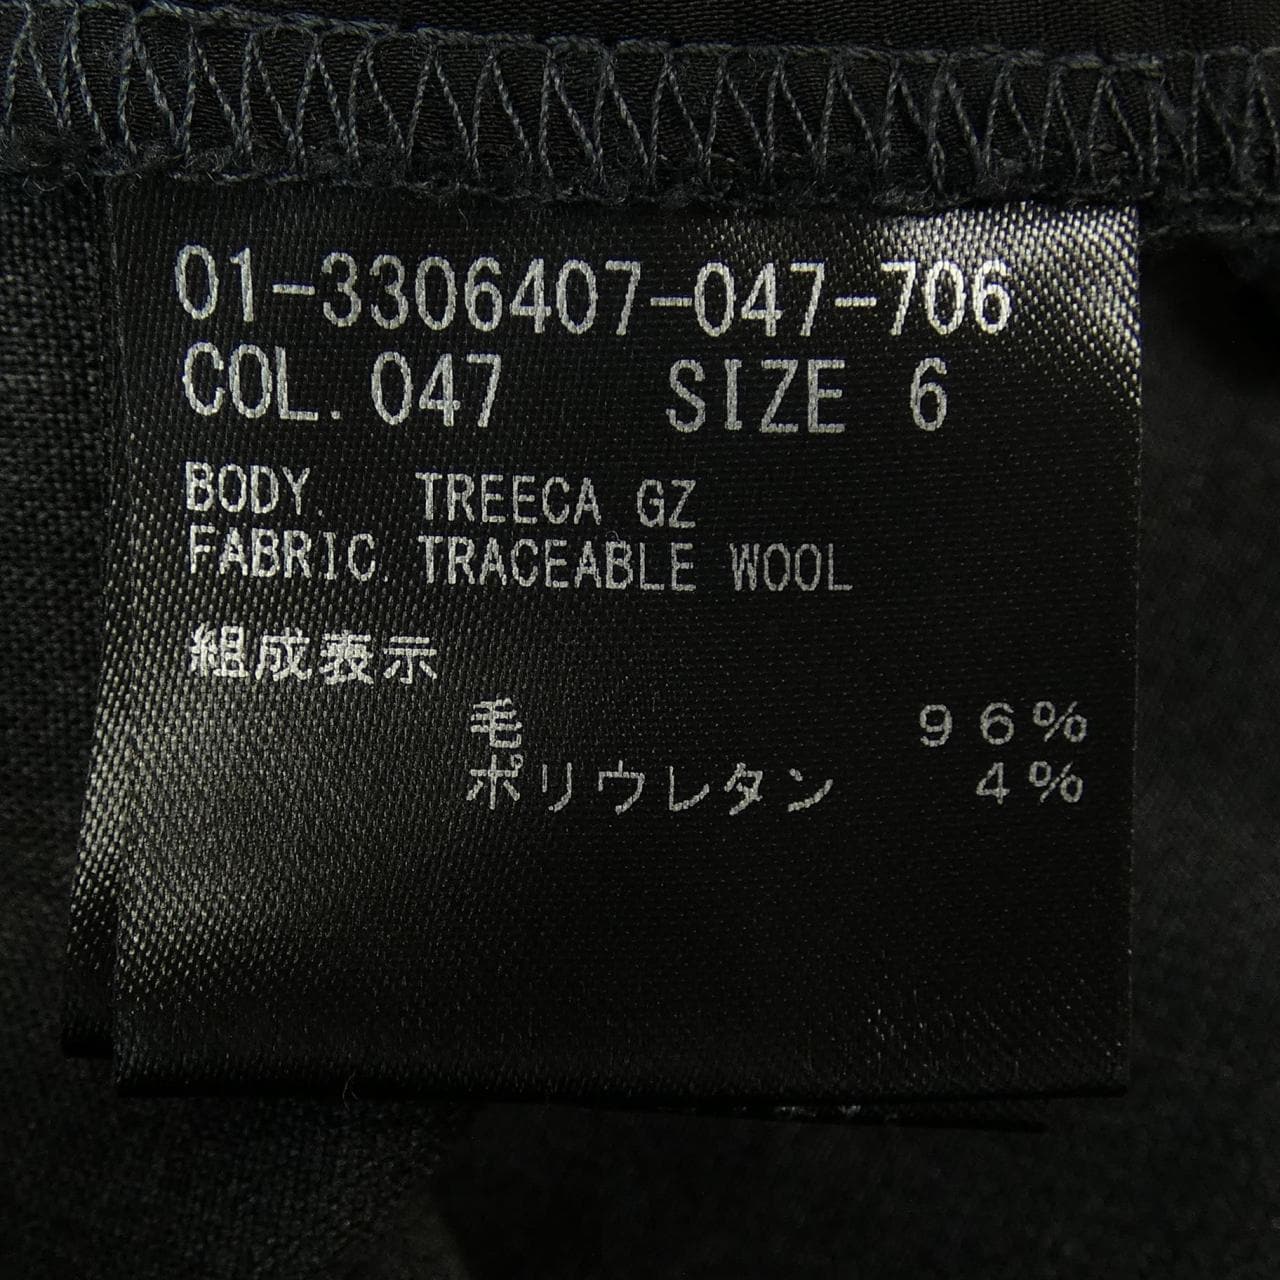 01-3306407-047-706
COL. 047 SIZE 6
BODY. TREECA GZ
FABRIC. TRACEABLE WOOL
組成表示
毛 96%
ポリウレタン 4%